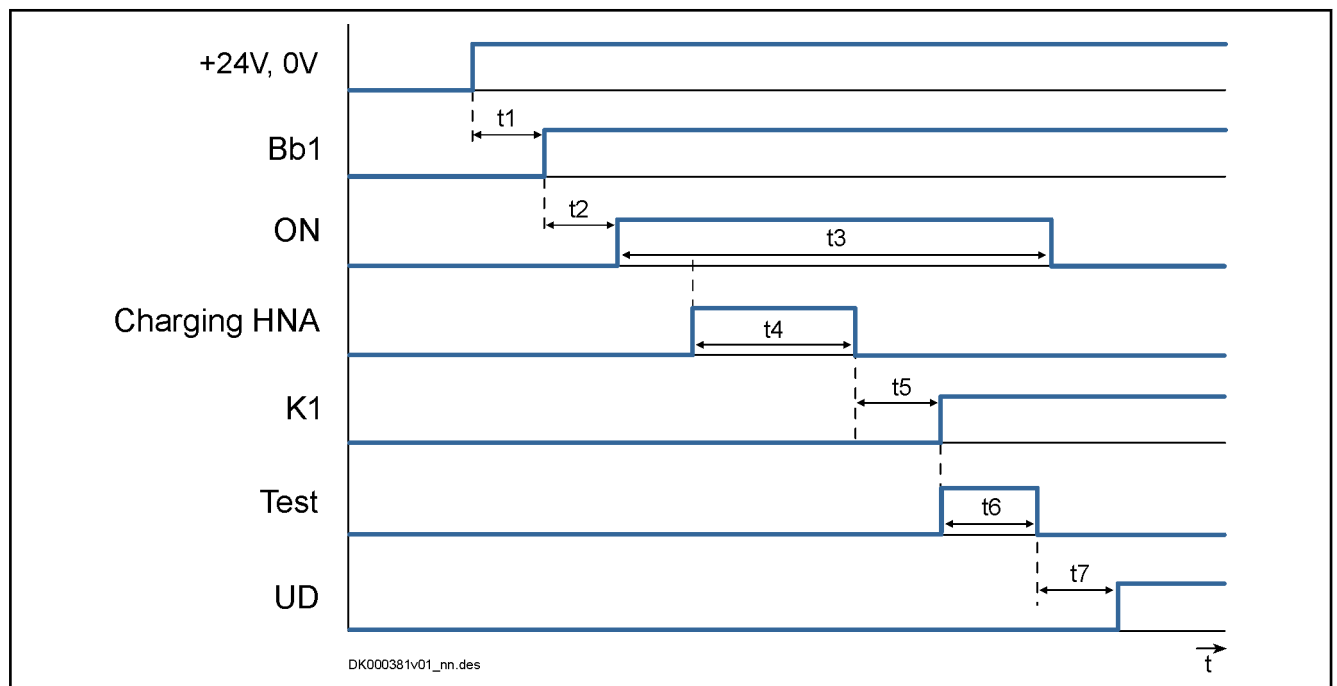 +24V, 0V
t1
Bb1
t2
ON
t3
Charging HNA
t4
t5
K1
Test
t6
t7
UD
DK000381v01_nn.des
t